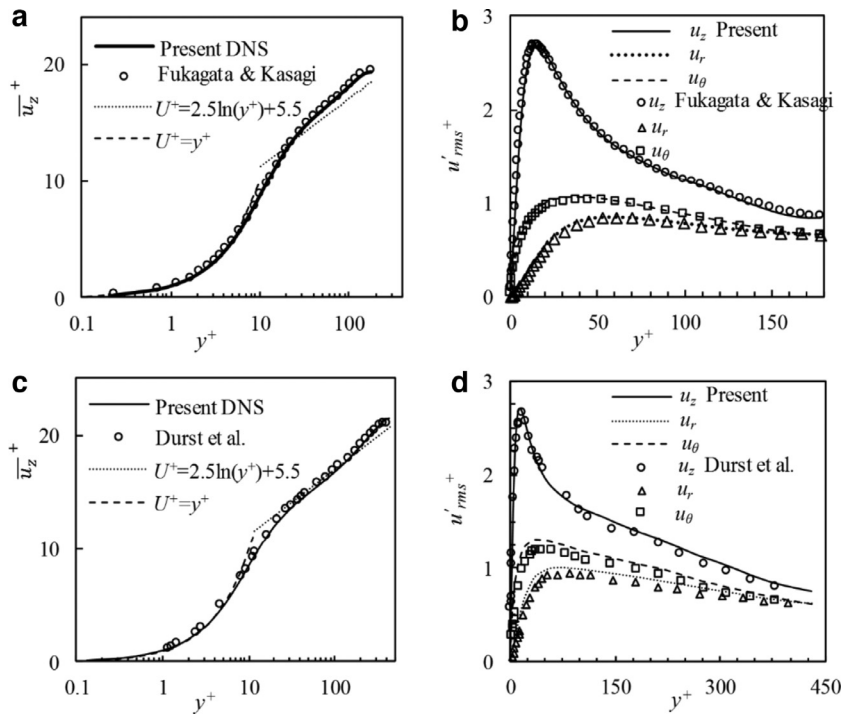 a
20
10
0
0.1 1 10 100
u̅z⁺
y⁺
Present DNS
Fukagata & Kasagi
U⁺=2.5ln(y⁺)+5.5
U⁺=y⁺
b
3
2
1
0
0 50 100 150
u'rms⁺
y⁺
uz Present
ur
uθ
uz Fukagata & Kasagi
ur
uθ
c
20
10
0
0.1 1 10 100
u̅z⁺
y⁺
Present DNS
Durst et al.
U⁺=2.5ln(y⁺)+5.5
U⁺=y⁺
d
3
2
1
0
0 150 300 450
u'rms⁺
y⁺
uz Present
ur
uθ
uz Durst et al.
ur
uθ